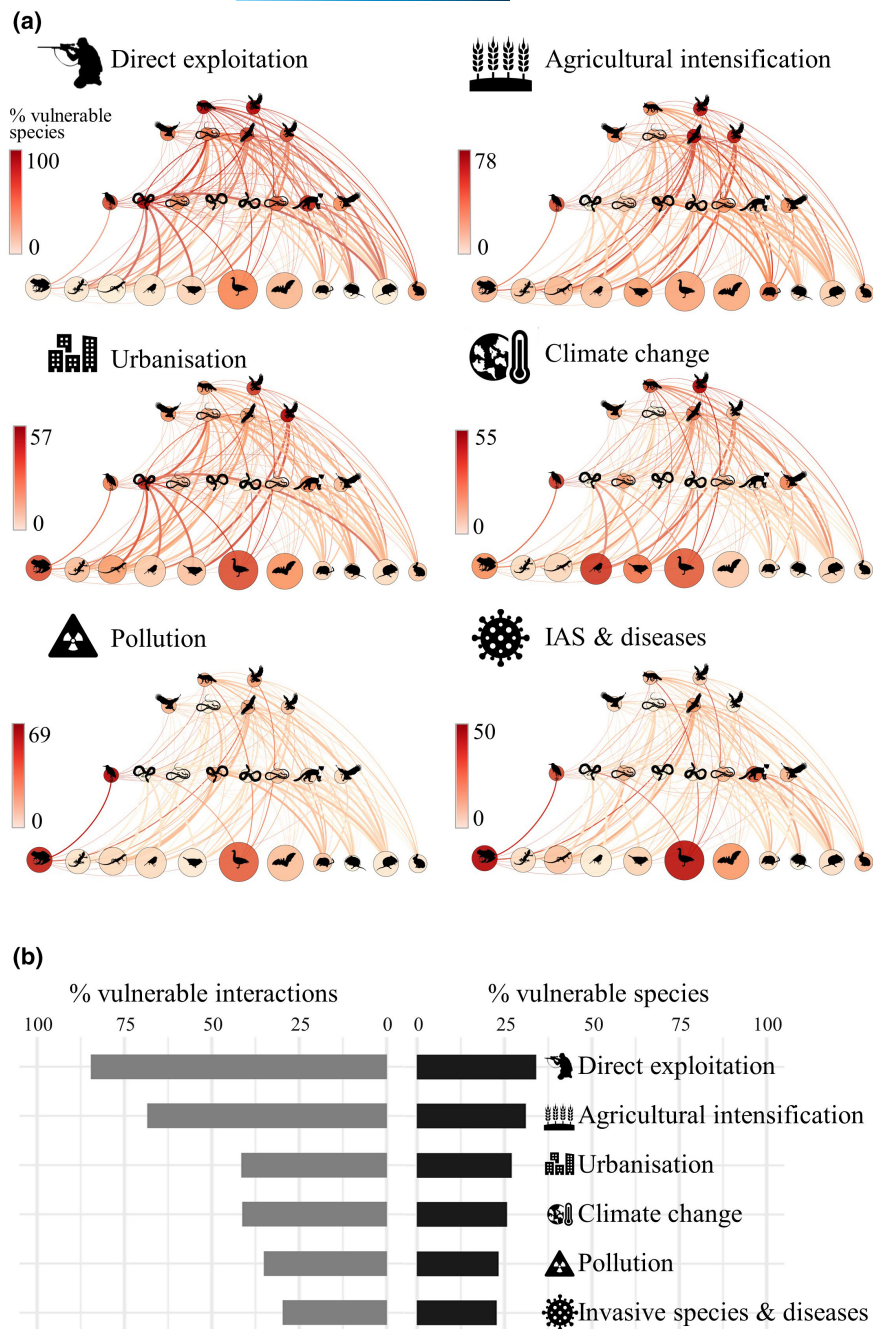 (a)
Direct exploitation
Agricultural intensification
% vulnerable
species
100
0
78
0
Urbanisation
Climate change
57
0
55
0
Pollution
IAS & diseases
69
0
50
0
(b)
% vulnerable interactions
% vulnerable species
100 75 50 25 0 0 25 50 75 100
Direct exploitation
Agricultural intensification
Urbanisation
Climate change
Pollution
Invasive species & diseases